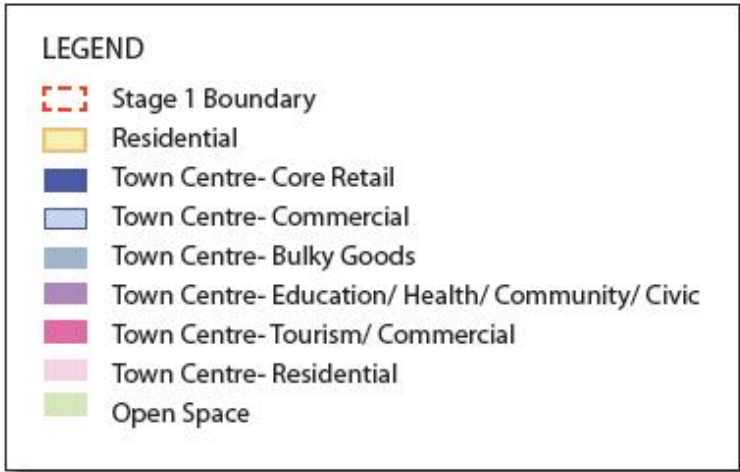 LEGEND
Stage 1 Boundary
Residential
Town Centre- Core Retail
Town Centre- Commercial
Town Centre- Bulky Goods
Town Centre- Education/ Health/ Community/ Civic
Town Centre- Tourism/ Commercial
Town Centre- Residential
Open Space